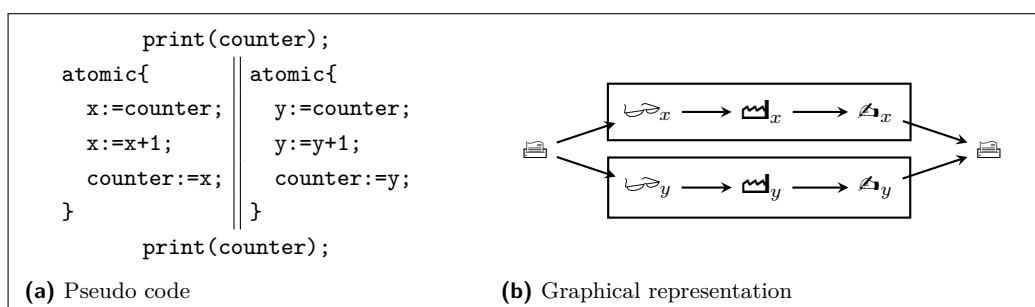 print(counter);
atomic{ atomic{
x:=counter; y:=counter;
x:=x+1; y:=y+1;
counter:=x; counter:=y;
} }
print(counter);
x x x
y y y
(a) Pseudo code (b) Graphical representation